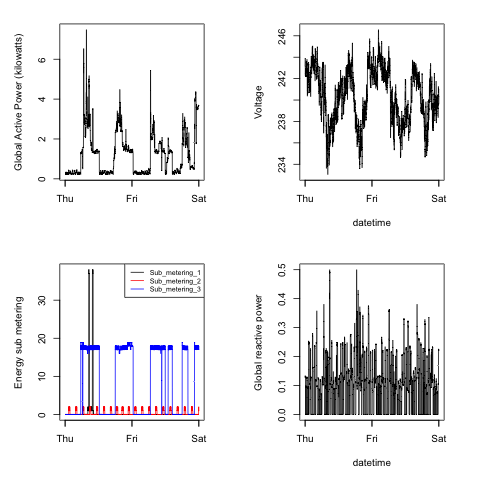 Global Active Power (kilowatts)
0 2 4 6
Thu Fri Sat
Voltage
234 238 242 246
Thu Fri Sat
datetime
Energy sub metering
0 10 20 30
Sub_metering_1
Sub_metering_2
Sub_metering_3
Thu Fri Sat
Global reactive power
0.0 0.1 0.2 0.3 0.4 0.5
Thu Fri Sat
datetime